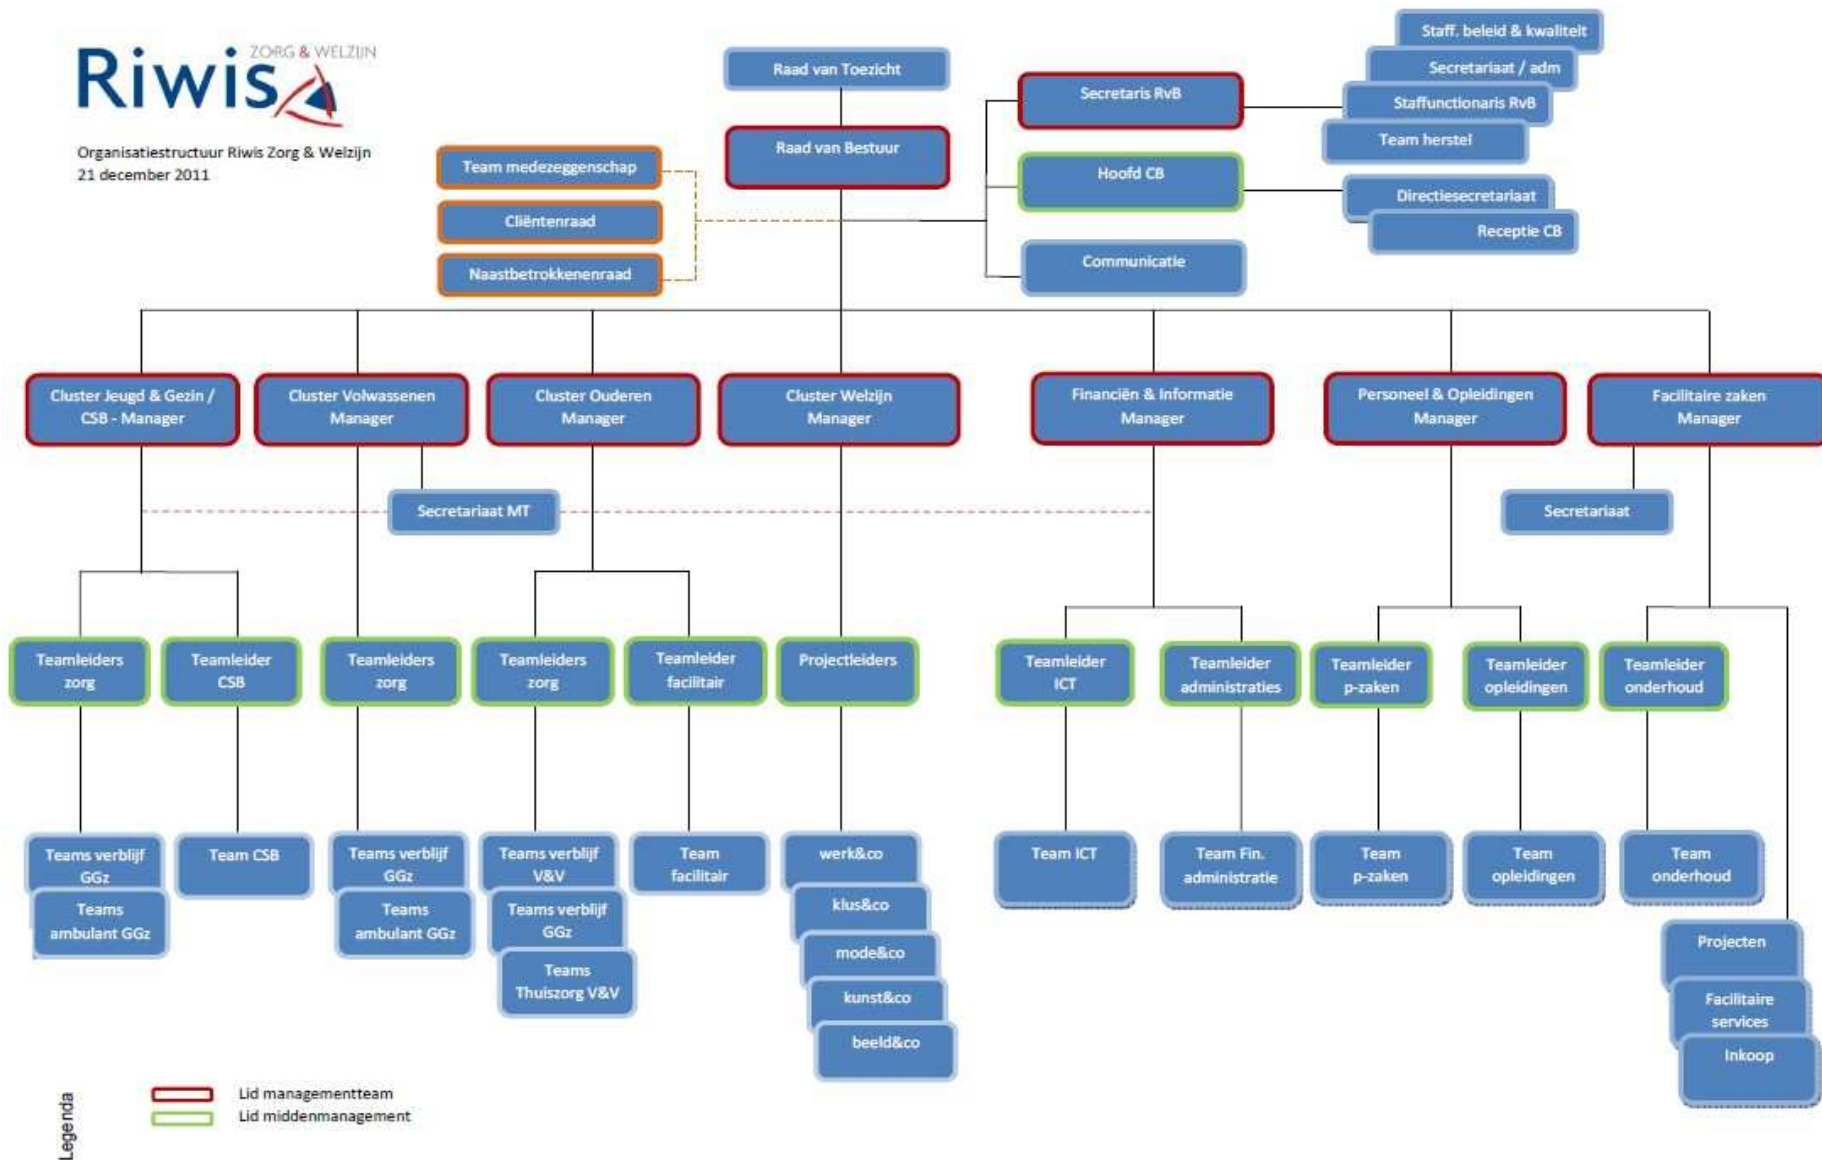 ZORG & WELZIJN
Riwis
Organisatiestructuur Riwis Zorg & Welzijn
21 december 2011
Raad van Toezicht
Raad van Bestuur
Team medezeggenschap
Cliëntenraad
Naastbetrokkenenraad
Secretaris RvB
Hoofd CB
Communicatie
Staff. beleid & kwaliteit
Secretariaat / adm
Staffunctionaris RvB
Team herstel
Directiesecretariaat
Receptie CB
Cluster Jeugd & Gezin /
CSB - Manager
Cluster Volwassenen
Manager
Cluster Ouderen
Manager
Cluster Welzijn
Manager
Financiën & Informatie
Manager
Personeel & Opleidingen
Manager
Facilitaire zaken
Manager
Secretariaat MT
Secretariaat
Teamleiders
zorg
Teamleider
CSB
Teamleiders
zorg
Teamleiders
zorg
Teamleider
facilitair
Projectleiders
Teamleider
ICT
Teamleider
administraties
Teamleider
p-zaken
Teamleider
opleidingen
Teamleider
onderhoud
Teams verblijf
GGz
Teams
ambulant GGz
Team CSB
Teams verblijf
GGz
Teams
ambulant GGz
Teams verblijf
V&V
Teams verblijf
GGz
Teams
Thuiszorg V&V
Team
facilitair
werk&co
klus&co
mode&co
kunst&co
beeld&co
Team ICT
Team Fin.
administratie
Team
p-zaken
Team
opleidingen
Team
onderhoud
Projecten
Facilitaire
services
Inkoop
Legenda
Lid managementteam
Lid middenmanagement